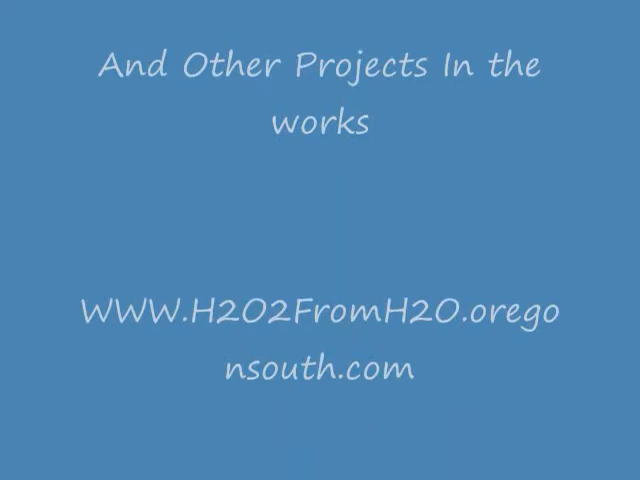 And Other Projects In the
works
WWW.H2O2FromH2O.orego
nsouth.com